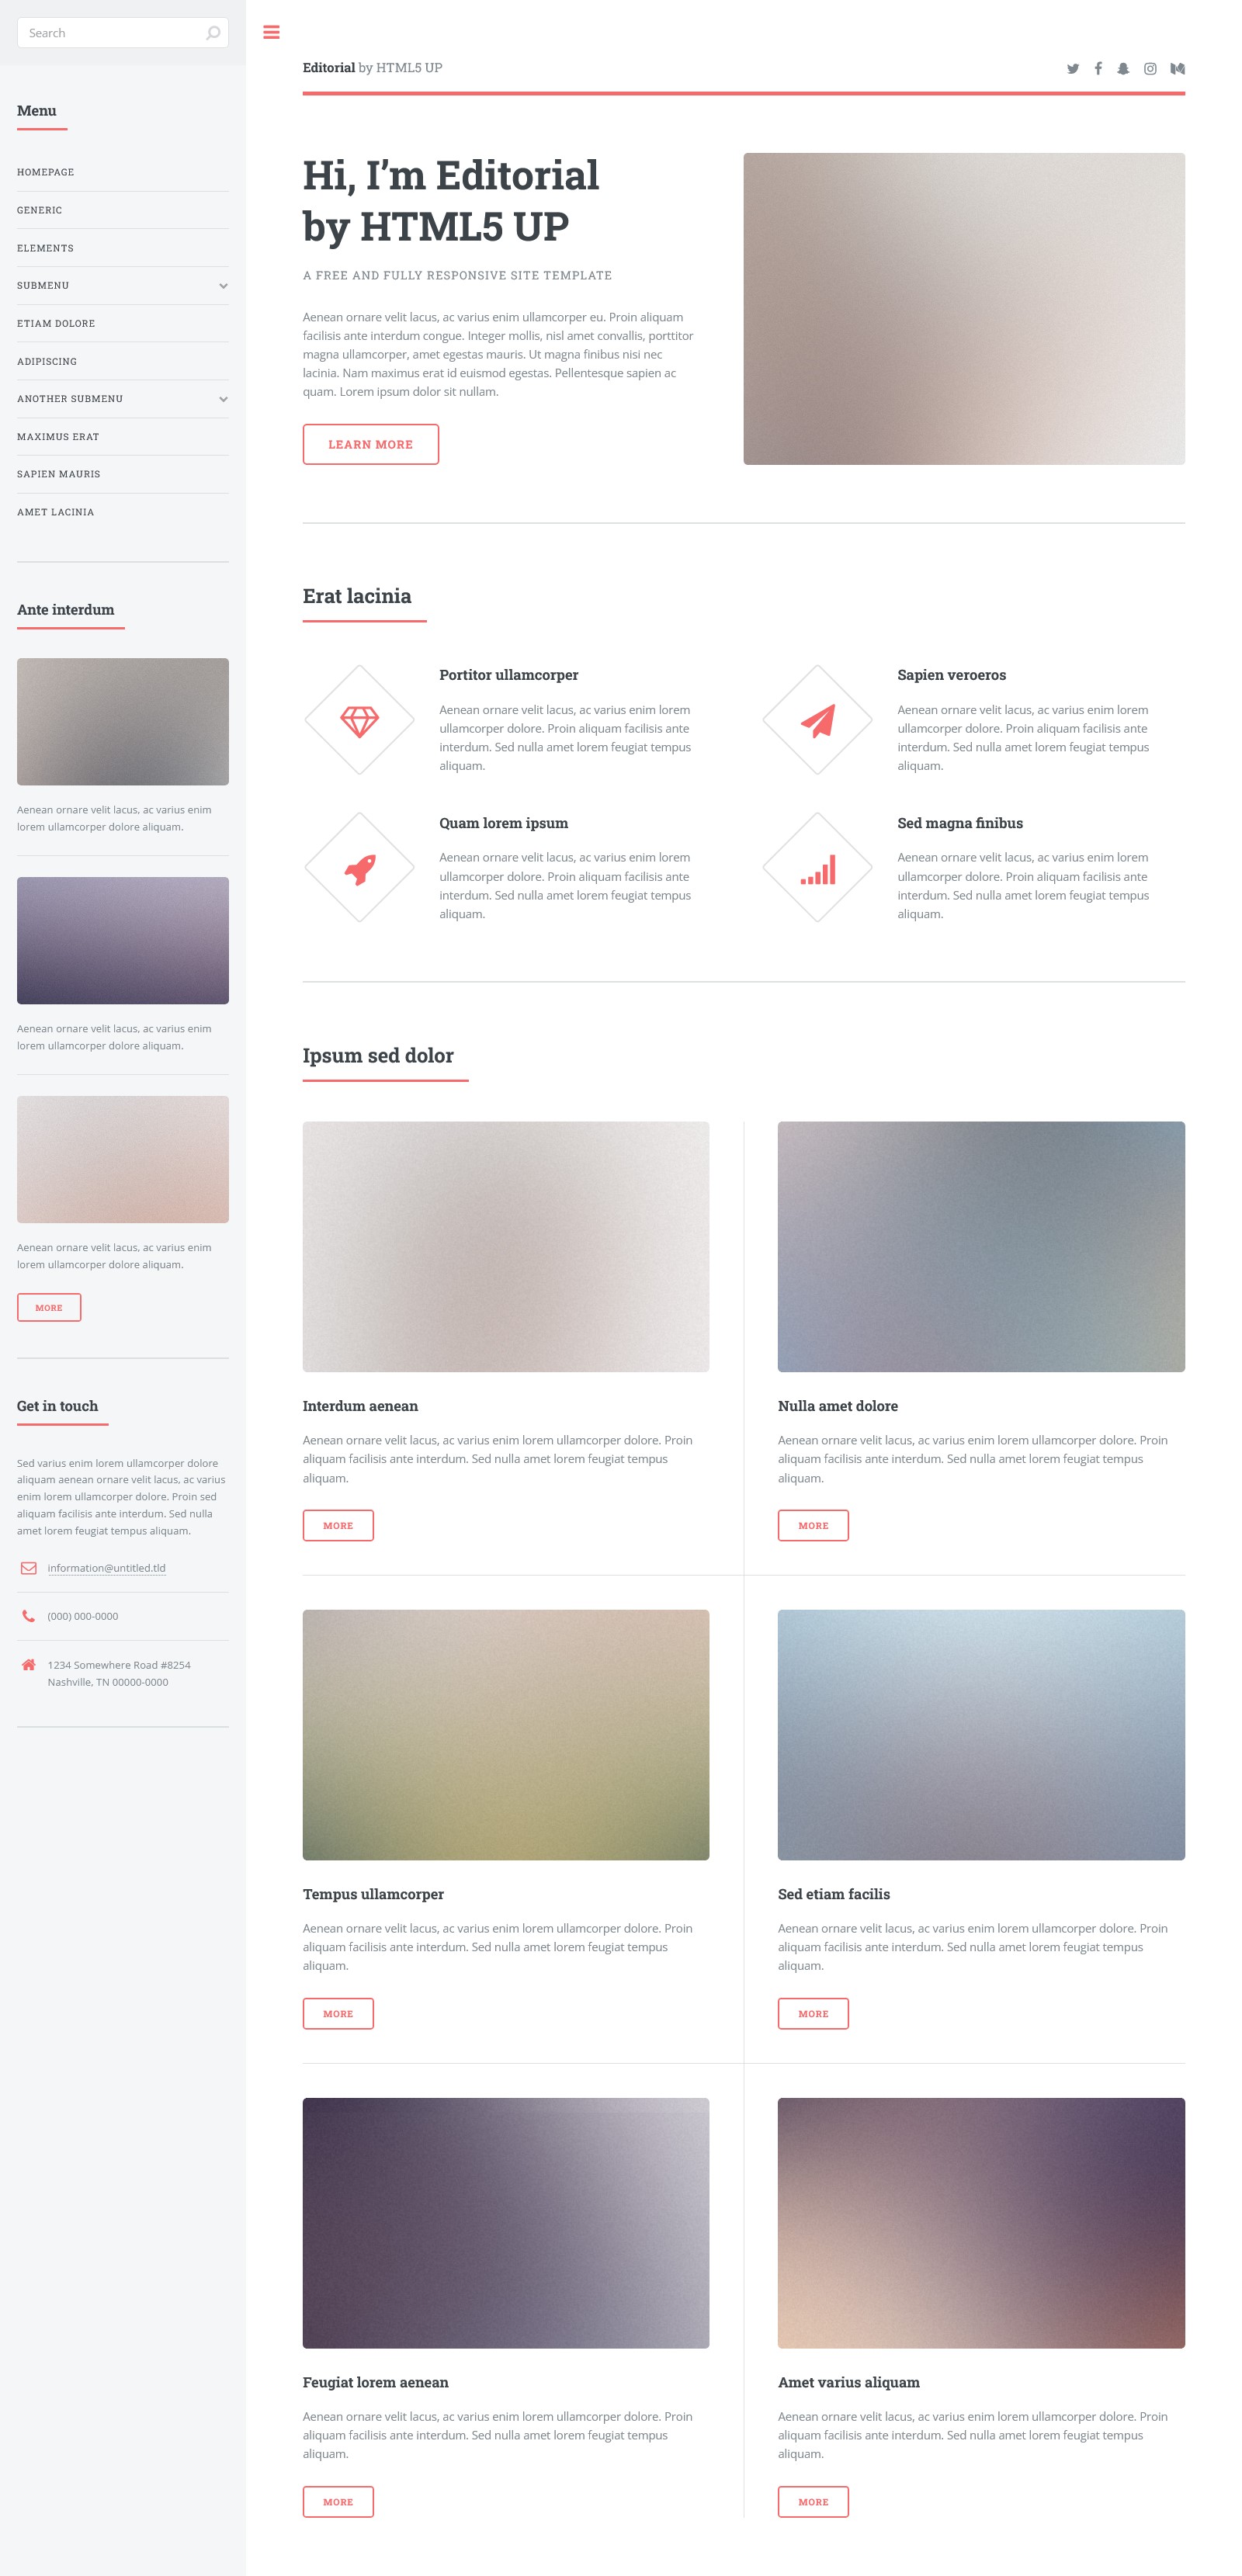 Search
Menu
HOMEPAGE
GENERIC
ELEMENTS
SUBMENU
ETIAM DOLORE
ADIPISCING
ANOTHER SUBMENU
MAXIMUS ERAT
SAPIEN MAURIS
AMET LACINIA
Ante interdum
Aenean ornare velit lacus, ac varius enim
lorem ullamcorper dolore aliquam.
Aenean ornare velit lacus, ac varius enim
lorem ullamcorper dolore aliquam.
Aenean ornare velit lacus, ac varius enim
lorem ullamcorper dolore aliquam.
MORE
Get in touch
Sed varius enim lorem ullamcorper dolore
aliquam aenean ornare velit lacus, ac varius
enim lorem ullamcorper dolore. Proin sed
aliquam facilisis ante interdum. Sed nulla
amet lorem feugiat tempus aliquam.
information@untitled.tld
(000) 000-0000
1234 Somewhere Road #8254
Nashville, TN 00000-0000
Editorial by HTML5 UP
Hi, I’m Editorial
by HTML5 UP
A FREE AND FULLY RESPONSIVE SITE TEMPLATE
Aenean ornare velit lacus, ac varius enim ullamcorper eu. Proin aliquam
facilisis ante interdum congue. Integer mollis, nisl amet convallis, porttitor
magna ullamcorper, amet egestas mauris. Ut magna finibus nisi nec
lacinia. Nam maximus erat id euismod egestas. Pellentesque sapien ac
quam. Lorem ipsum dolor sit nullam.
LEARN MORE
Erat lacinia
Portitor ullamcorper
Aenean ornare velit lacus, ac varius enim lorem
ullamcorper dolore. Proin aliquam facilisis ante
interdum. Sed nulla amet lorem feugiat tempus
aliquam.
Sapien veroeros
Aenean ornare velit lacus, ac varius enim lorem
ullamcorper dolore. Proin aliquam facilisis ante
interdum. Sed nulla amet lorem feugiat tempus
aliquam.
Quam lorem ipsum
Aenean ornare velit lacus, ac varius enim lorem
ullamcorper dolore. Proin aliquam facilisis ante
interdum. Sed nulla amet lorem feugiat tempus
aliquam.
Sed magna finibus
Aenean ornare velit lacus, ac varius enim lorem
ullamcorper dolore. Proin aliquam facilisis ante
interdum. Sed nulla amet lorem feugiat tempus
aliquam.
Ipsum sed dolor
Interdum aenean
Aenean ornare velit lacus, ac varius enim lorem ullamcorper dolore. Proin
aliquam facilisis ante interdum. Sed nulla amet lorem feugiat tempus
aliquam.
MORE
Nulla amet dolore
Aenean ornare velit lacus, ac varius enim lorem ullamcorper dolore. Proin
aliquam facilisis ante interdum. Sed nulla amet lorem feugiat tempus
aliquam.
MORE
Tempus ullamcorper
Aenean ornare velit lacus, ac varius enim lorem ullamcorper dolore. Proin
aliquam facilisis ante interdum. Sed nulla amet lorem feugiat tempus
aliquam.
MORE
Sed etiam facilis
Aenean ornare velit lacus, ac varius enim lorem ullamcorper dolore. Proin
aliquam facilisis ante interdum. Sed nulla amet lorem feugiat tempus
aliquam.
MORE
Feugiat lorem aenean
Aenean ornare velit lacus, ac varius enim lorem ullamcorper dolore. Proin
aliquam facilisis ante interdum. Sed nulla amet lorem feugiat tempus
aliquam.
MORE
Amet varius aliquam
Aenean ornare velit lacus, ac varius enim lorem ullamcorper dolore. Proin
aliquam facilisis ante interdum. Sed nulla amet lorem feugiat tempus
aliquam.
MORE